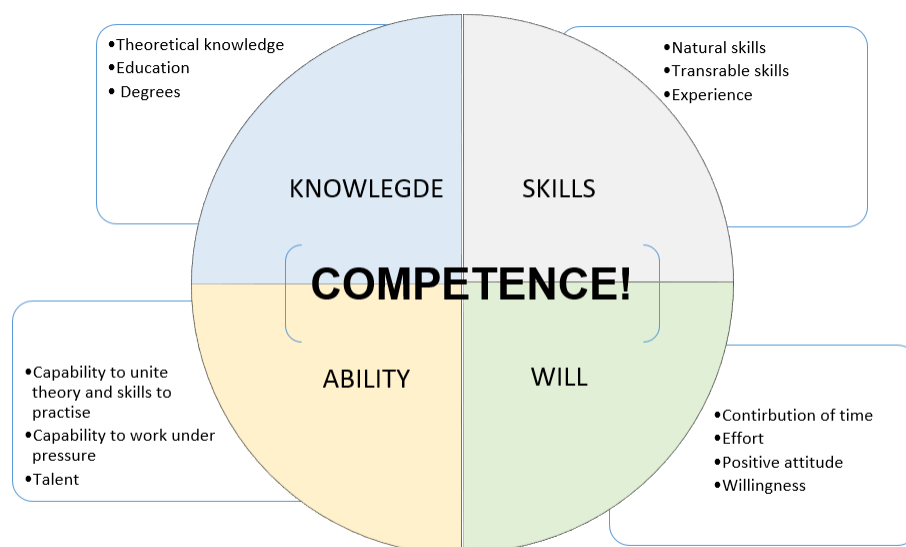 •Theoretical knowledge
•Education
• Degrees
•Natural skills
•Transrable skills
•Experience
KNOWLEGDE
SKILLS
COMPETENCE!
ABILITY
WILL
•Capability to unite
theory and skills to
practise
•Capability to work under
pressure
•Talent
•Contirbution of time
•Effort
•Positive attitude
•Willingness